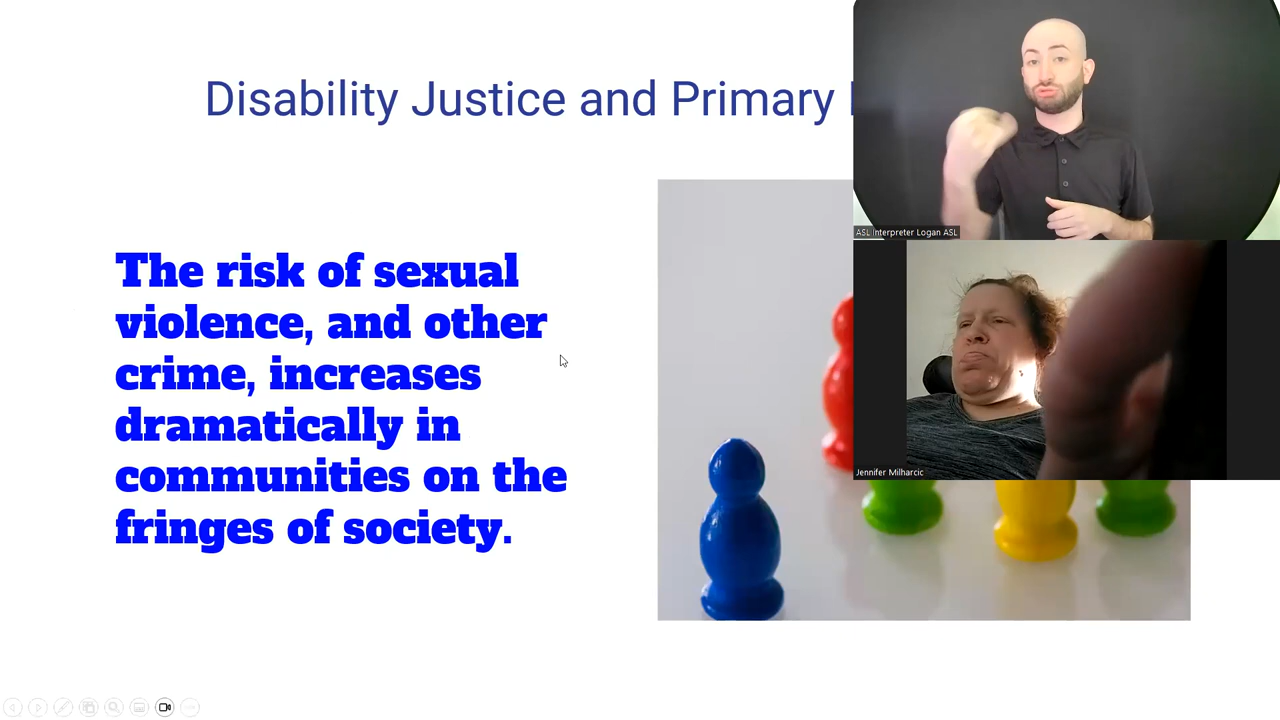 Disability Justice and Primary
ASL Interpreter Logan ASL
The risk of sexual
violence, and other
crime, increases
dramatically in
communities on the
fringes of society.
Jennifer Milharcic